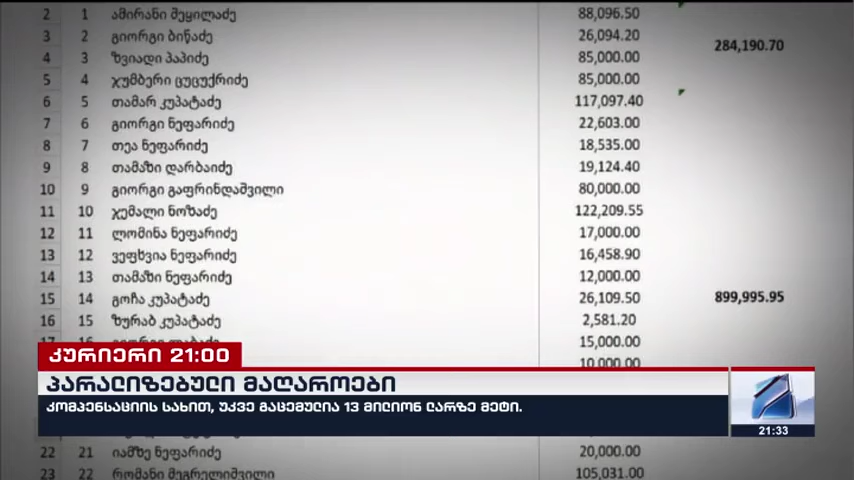 2 1 ამირანი შეყილაძე 88,096.50
3 2 გიორგი ბიწაძე 26,094.20 284,190.70
4 3 ზვიადი პაპიძე 85,000.00
5 4 ჯუმბერი ცუცქრიძე 85,000.00
6 5 თამარ კუპატაძე 117,097.40
7 6 გიორგი ნეფარიძე 22,603.00
8 7 თეა ნეფარიძე 18,535.00
9 8 თამაზი დარბაიძე 19,124.40
10 9 გიორგი გაფრინდაშვილი 80,000.00
11 10 ჯემალი ნოზაძე 122,209.55
12 11 ლომინა ნეფარიძე 17,000.00
13 12 ვეფხვია ნეფარიძე 16,458.90
14 13 თამაზი ნეფარიძე 12,000.00
15 14 გოჩა კუპატაძე 26,109.50 899,995.95
16 15 ზურაბ კუპატაძე 2,581.20
15,000.00
10,000.00
კურიერი 21:00
პარალიზებული მაღაროები
კომპენსაციის სახით, უკვე გაცემულია 13 მილიონ ლარზე მეტი.
21:33
22 21 იამზე ნეფარიძე 20,000.00
23 22 რომანი მეგრელიშვილი 105,031.00